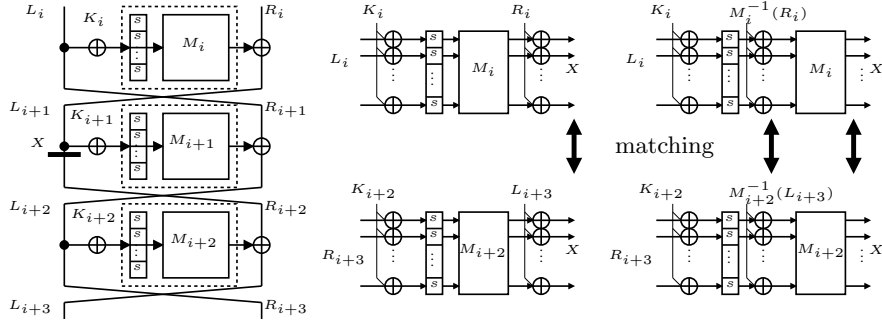 L_i K_i R_i
s
s
⋮
s
M_i
L_{i+1} K_{i+1} R_{i+1}
X
s
s
⋮
s
M_{i+1}
L_{i+2} K_{i+2} R_{i+2}
s
s
⋮
s
M_{i+2}
L_{i+3} R_{i+3}
K_i R_i
L_i
s
s
⋮
s
M_i
X
K_i M_i^{-1}(R_i)
L_i
s
s
⋮
s
M_i
X
matching
K_{i+2} L_{i+3}
R_{i+3}
s
s
⋮
s
M_{i+2}
X
K_{i+2} M_{i+2}^{-1}(L_{i+3})
R_{i+3}
s
s
⋮
s
M_{i+2}
X